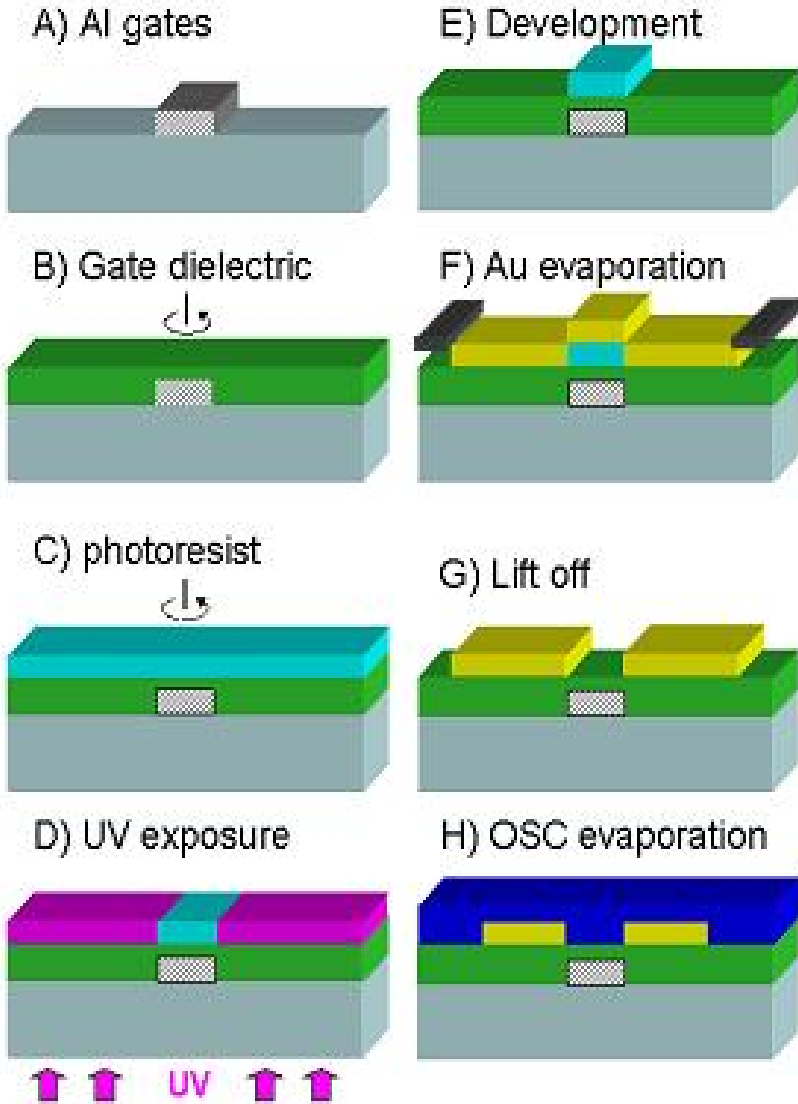 A) Al gates
B) Gate dielectric
C) photoresist
D) UV exposure
UV
E) Development
F) Au evaporation
G) Lift off
H) OSC evaporation